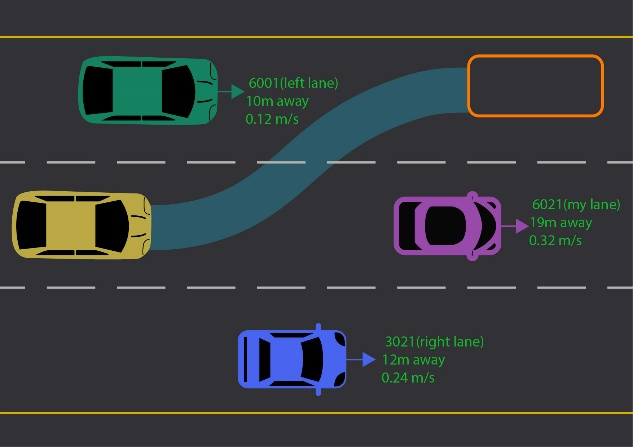 6001(left lane)
10m away
0.12 m/s
6021(my lane)
19m away
0.32 m/s
3021(right lane)
12m away
0.24 m/s